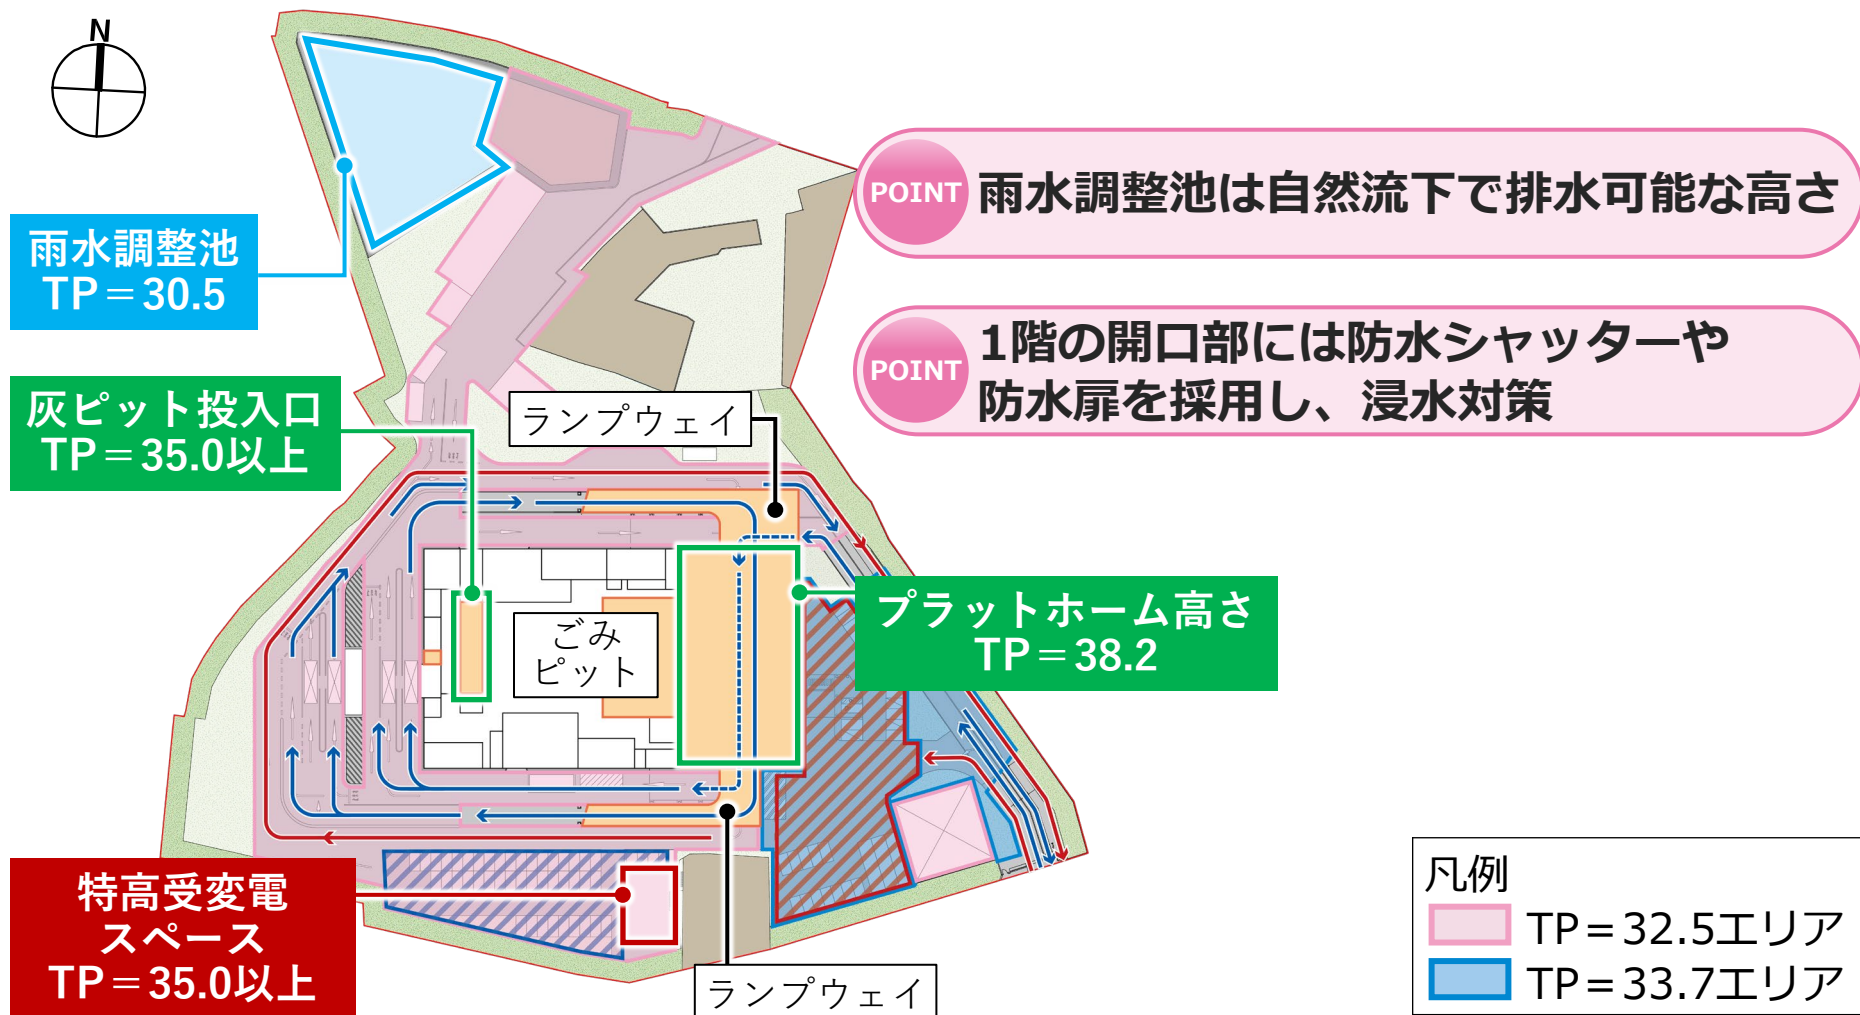 N
POINT
雨水調整池は自然流下で排水可能な高さ
雨水調整池
TP＝30.5
POINT
1階の開口部には防水シャッターや
防水扉を採用し、浸水対策
灰ピット投入口
TP＝35.0以上
ランプウェイ
ごみ
ピット
プラットホーム高さ
TP＝38.2
特高受変電
スペース
TP＝35.0以上
ランプウェイ
凡例
TP＝32.5エリア
TP＝33.7エリア